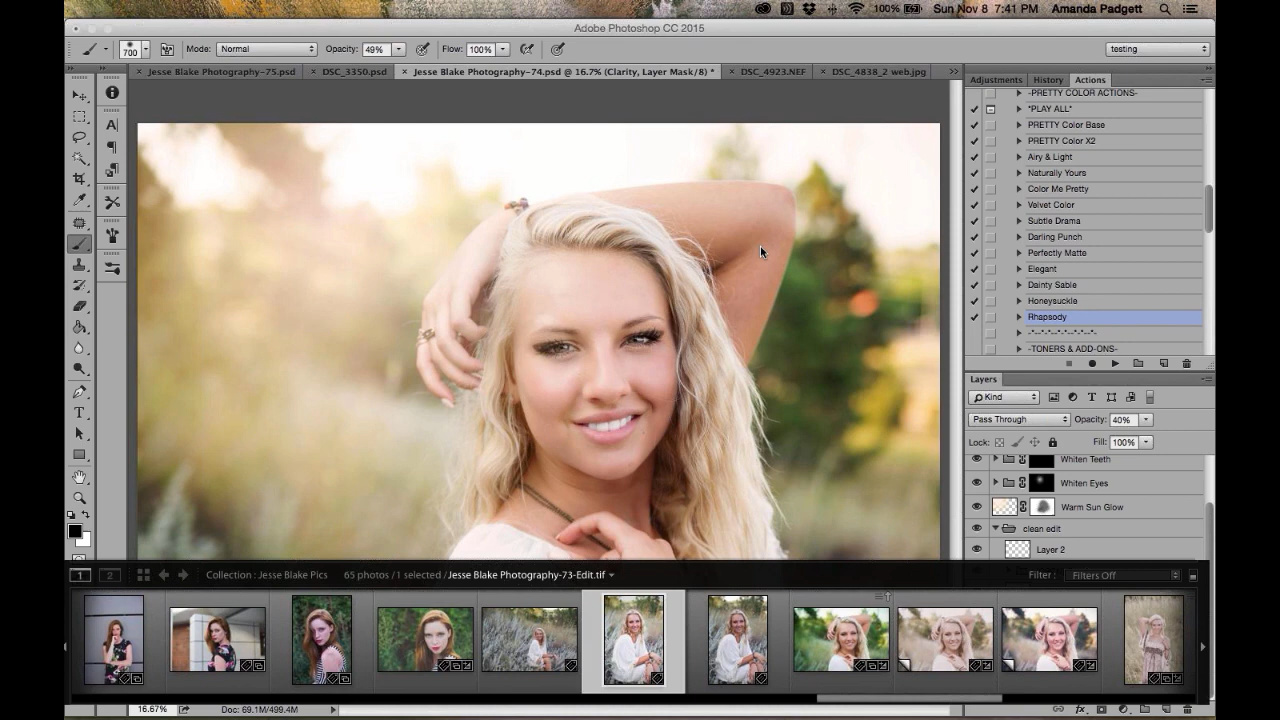 100% Sun Nov 8 7:41 PM Amanda Padgett
Adobe Photoshop CC 2015
700 Mode: Normal Opacity: 49% Flow: 100% testing
× Jesse Blake Photography-75.psd × DSC_3350.psd × Jesse Blake Photography-74.psd @ 16.7% (Clarity, Layer Mask/8) * × DSC_4923.NEF × DSC_4838_2 web.jpg >>
Adjustments History Actions
-PRETTY COLOR ACTIONS-
*PLAY ALL*
PRETTY Color Base
PRETTY Color X2
Airy & Light
Naturally Yours
Color Me Pretty
Velvet Color
Subtle Drama
Darling Punch
Perfectly Matte
Elegant
Dainty Sable
Honeysuckle
Rhapsody
-*-*-*-*-*-*-*-
-TONERS & ADD-ONS-
Layers
Kind
Pass Through Opacity: 40%
Lock: Fill: 100%
Whiten Teeth
Whiten Eyes
Warm Sun Glow
clean edit
Layer 2
1 2 Collection : Jesse Blake Pics 65 photos / 1 selected / Jesse Blake Photography-73-Edit.tif Filter : Filters Off
16.67% Doc: 69.1M/499.4M